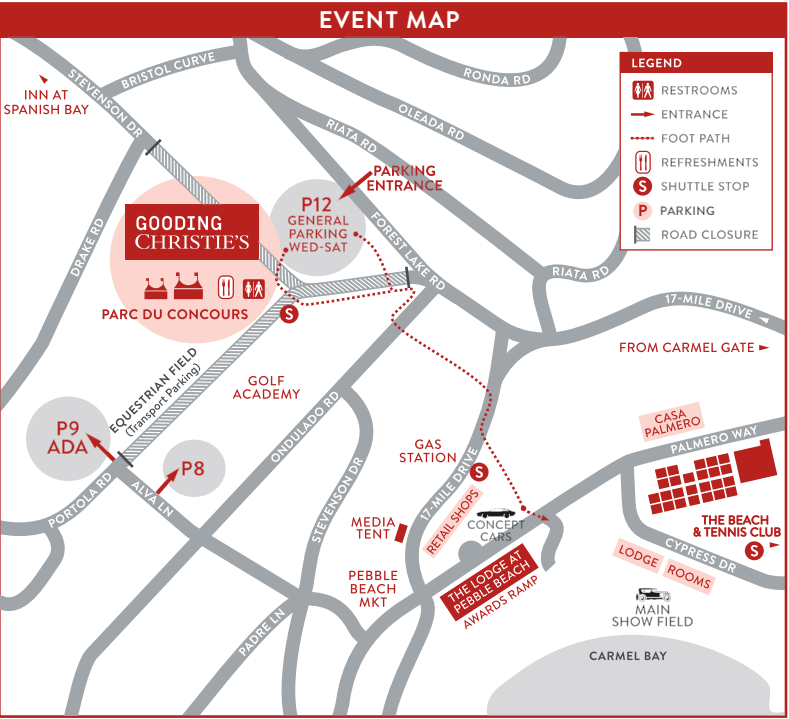 EVENT MAP
INN AT
SPANISH BAY
STEVENSON DR
BRISTOL CURVE
RONDA RD
OLEADA RD
RIATA RD
DRAKE RD
PARKING
ENTRANCE
P12
GENERAL
PARKING
WED-SAT
GOODING
CHRISTIE'S
PARC DU CONCOURS
S
FOREST LAKE RD
RIATA RD
17-MILE DRIVE
FROM CARMEL GATE
LEGEND
RESTROOMS
ENTRANCE
FOOT PATH
REFRESHMENTS
S SHUTTLE STOP
P PARKING
ROAD CLOSURE
EQUESTRIAN FIELD
(Transport Parking)
GOLF
ACADEMY
P9
ADA
P8
PORTOLA RD
ALVA LN
ONDULADO RD
STEVENSON DR
GAS
STATION
S
17-MILE DRIVE
RETAIL SHOPS
MEDIA
TENT
CONCEPT
CARS
PEBBLE
BEACH
MKT
THE LODGE AT
PEBBLE BEACH
AWARDS RAMP
CASA
PALMERO
PALMERO WAY
THE BEACH
& TENNIS CLUB
S
CYPRESS DR
LODGE ROOMS
MAIN
SHOW FIELD
CARMEL BAY
PADRE LN